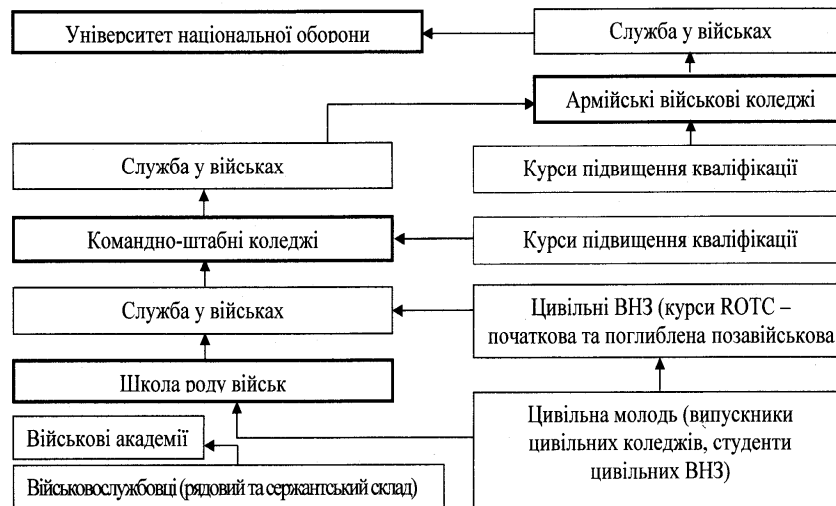 Університет національної оборони
Служба у військах
Армійські військові коледжі
Служба у військах
Курси підвищення кваліфікації
Командно-штабні коледжі
Курси підвищення кваліфікації
Служба у військах
Цивільні ВНЗ (курси ROTC –
початкова та поглиблена позавійськова
Школа роду військ
Військові академії
Цивільна молодь (випускники
цивільних коледжів, студенти
цивільних ВНЗ)
Військовослужбовці (рядовий та сержантський склад)